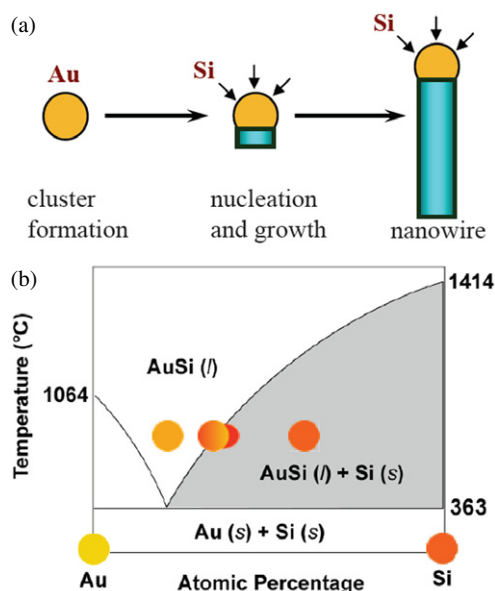 (a)
Au
Si
Si
cluster
formation
nucleation
and growth
nanowire
(b)
Temperature (°C)
1414
AuSi (l)
1064
AuSi (l) + Si (s)
363
Au (s) + Si (s)
Au
Atomic Percentage
Si